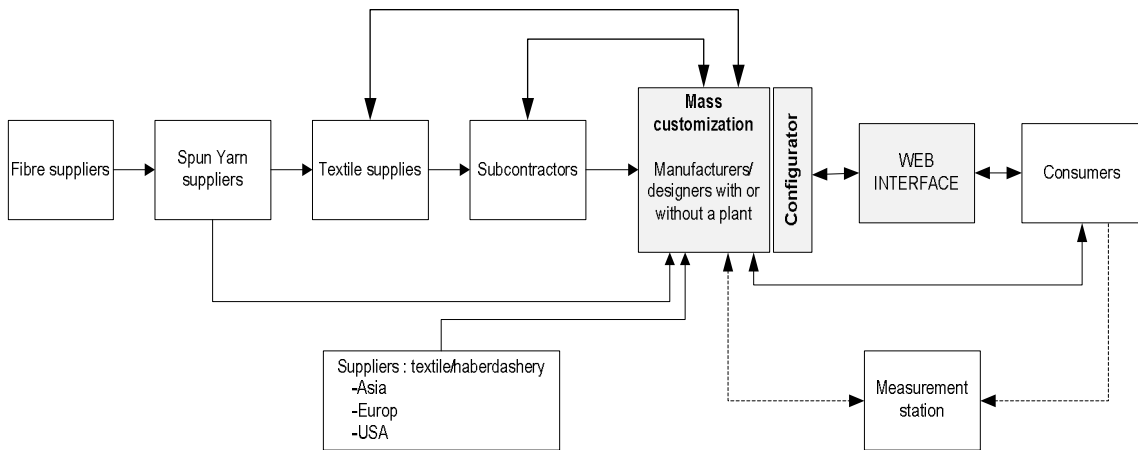 Fibre suppliers
Spun Yarn
suppliers
Textile supplies
Subcontractors
Mass
customization
Manufacturers/
designers with or
without a plant
Configurator
WEB
INTERFACE
Consumers
Suppliers : textile/haberdashery
-Asia
-Europ
-USA
Measurement
station